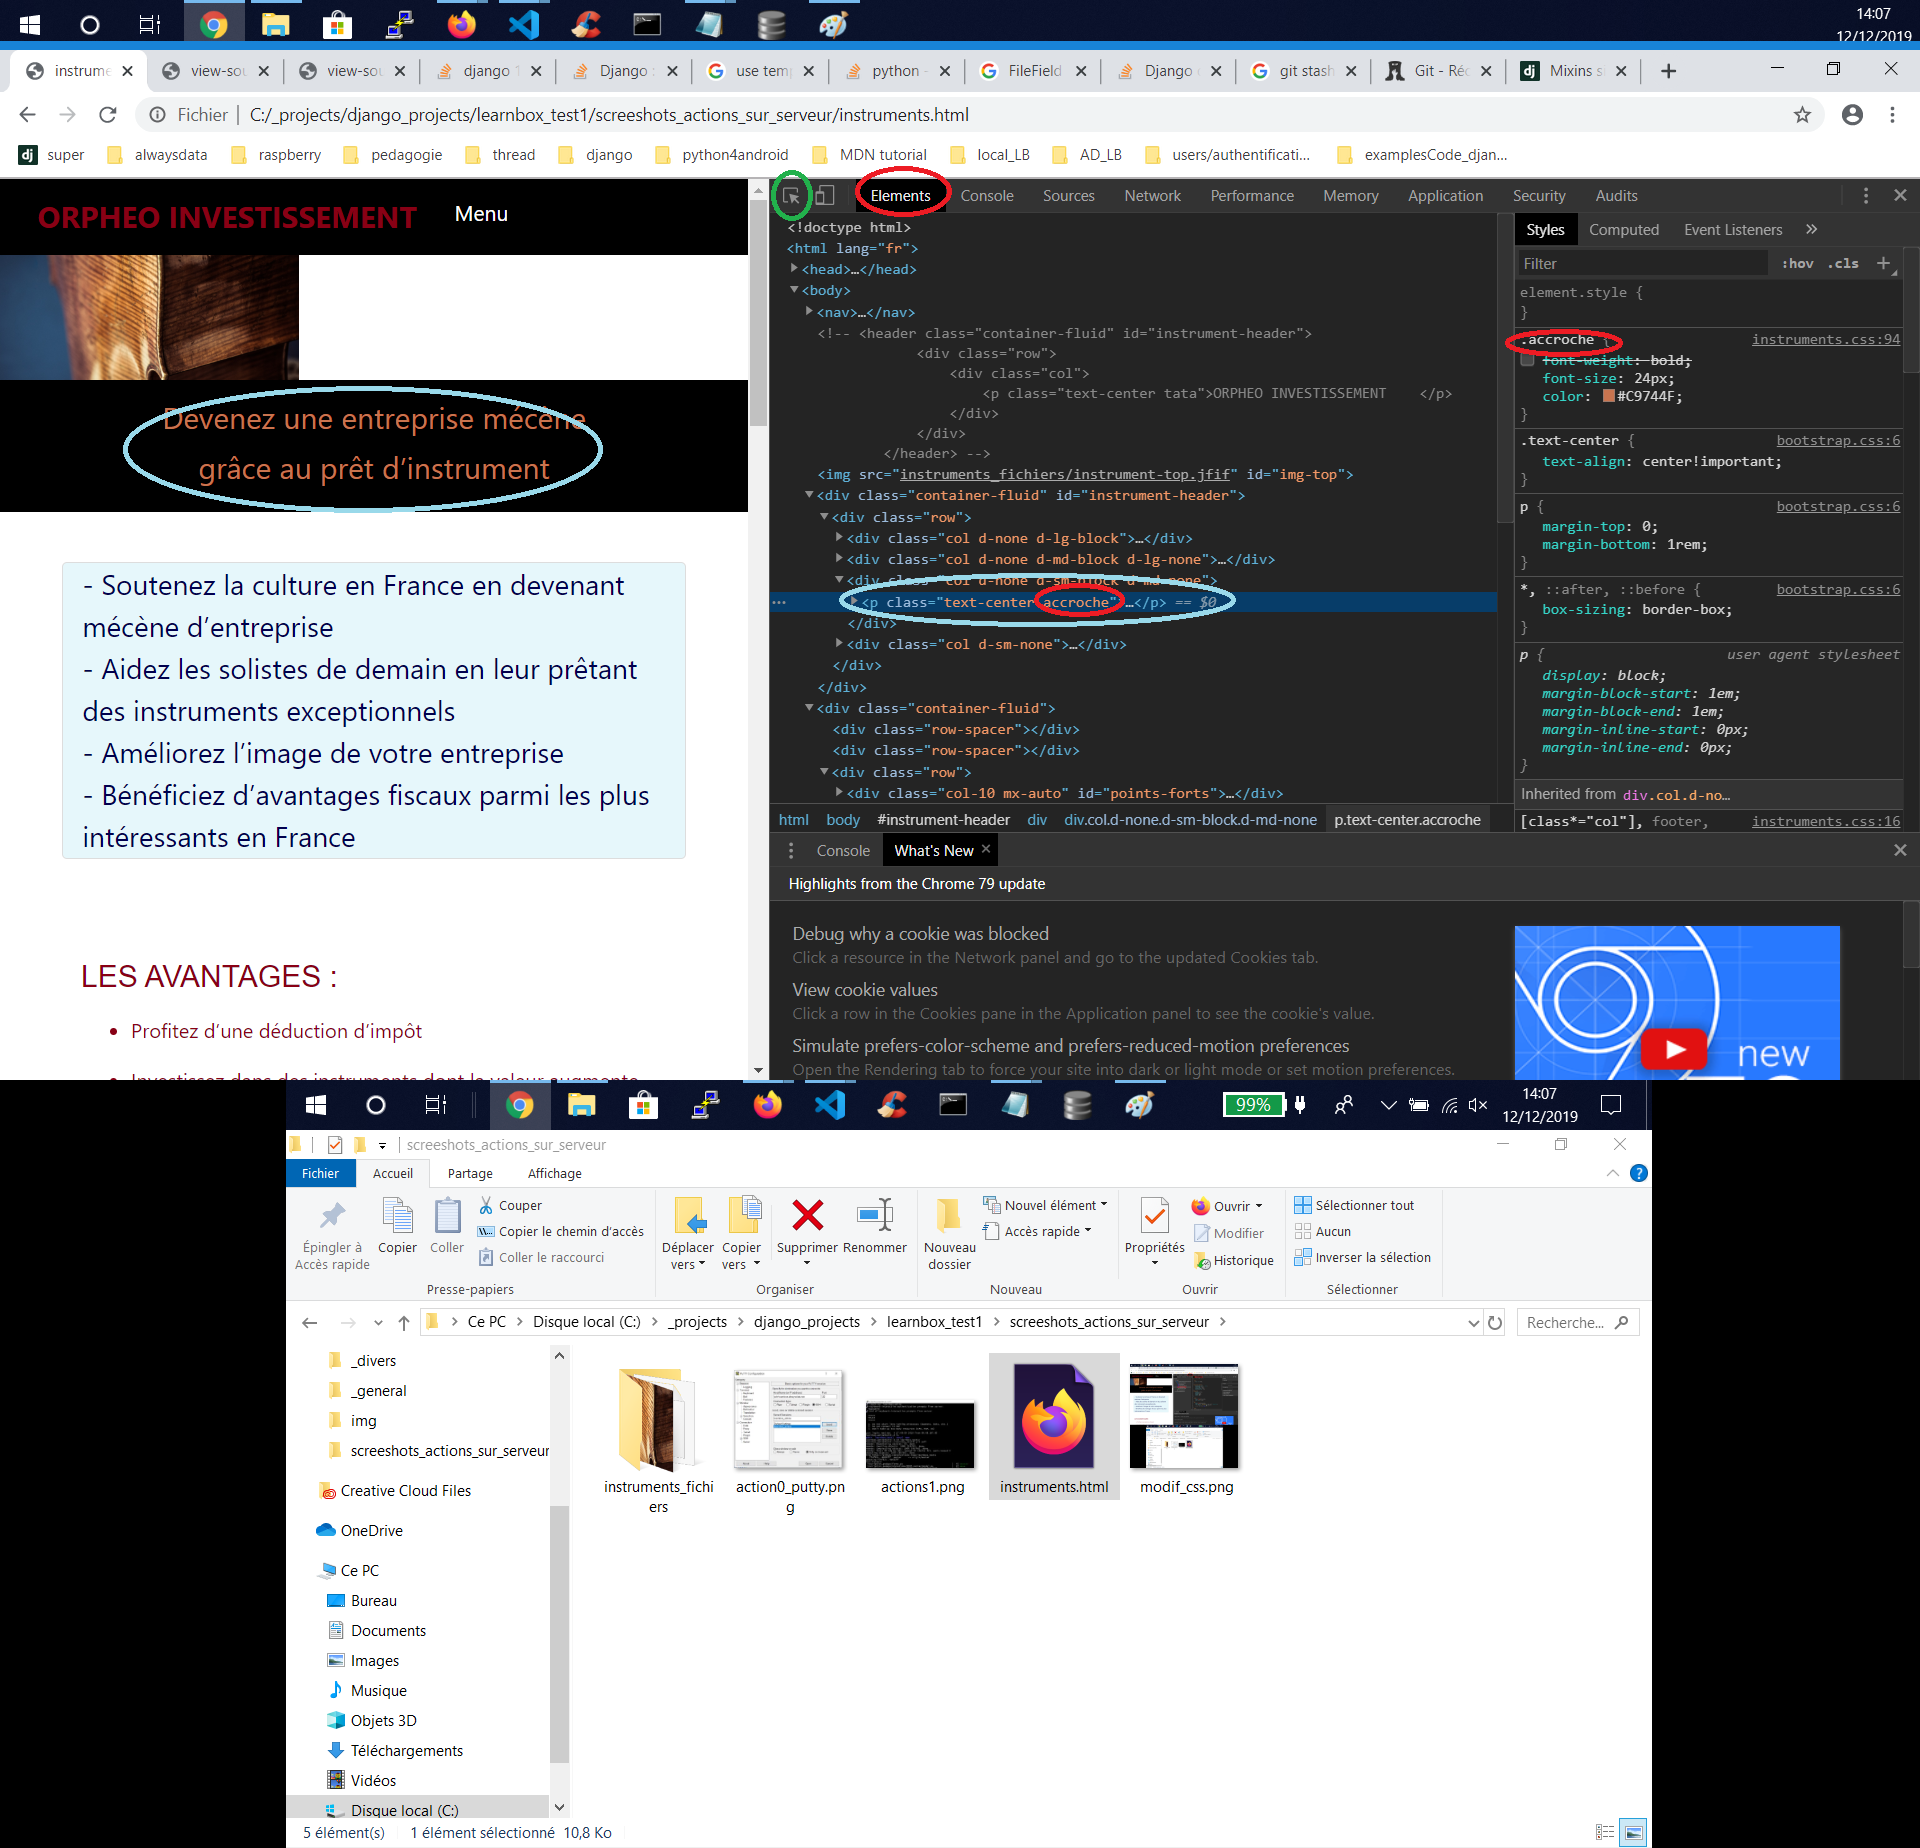 14:07
12/12/2019
instrume
view-sou
view-sou
django 1
Django
use temp
python -
FileField
Django
git stash
Git - Réc
Mixins s
Fichier
C:/_projects/django_projects/learnbox_test1/screeshots_actions_sur_serveur/instruments.html
super
alwaysdata
raspberry
pedagogie
thread
django
python4android
MDN tutorial
local_LB
AD_LB
users/authentificati...
examplesCode_djan...
ORPHEO INVESTISSEMENT
Menu
Devenez une entreprise mécène
grâce au prêt d'instrument
- Soutenez la culture en France en devenant
mécène d'entreprise
- Aidez les solistes de demain en leur prêtant
des instruments exceptionnels
- Améliorez l'image de votre entreprise
- Bénéficiez d'avantages fiscaux parmi les plus
intéressants en France
LES AVANTAGES :
• Profitez d'une déduction d'impôt
• Investissez dans des instruments dont la valeur augmente
Elements Console Sources Network Performance Memory Application Security Audits
<!doctype html>
<html lang="fr">
<head>…</head>
<body>
<nav>…</nav>
<!-- <header class="container-fluid" id="instrument-header">
<div class="row">
<div class="col">
<p class="text-center tata">ORPHEO INVESTISSEMENT </p>
</div>
</div>
</header> -->
<img src="instruments_fichiers/instrument-top.jfif" id="img-top">
<div class="container-fluid" id="instrument-header">
<div class="row">
<div class="col d-none d-lg-block">…</div>
<div class="col d-none d-md-block d-lg-none">…</div>
<div class="col d-none d-sm-block d-md-none">
<p class="text-center accroche">…</p> == $0
</div>
<div class="col d-sm-none">…</div>
</div>
</div>
<div class="container-fluid">
<div class="row-spacer"></div>
<div class="row-spacer"></div>
<div class="row">
<div class="col-10 mx-auto" id="points-forts">…</div>
html body #instrument-header div div.col.d-none.d-sm-block.d-md-none p.text-center.accroche
Styles Computed Event Listeners »
Filter :hov .cls +
element.style {
}
.accroche { instruments.css:94
font-weight: bold;
font-size: 24px;
color: #C9744F;
}
.text-center { bootstrap.css:6
text-align: center!important;
}
p { bootstrap.css:6
margin-top: 0;
margin-bottom: 1rem;
}
*, ::after, ::before { bootstrap.css:6
box-sizing: border-box;
}
p { user agent stylesheet
display: block;
margin-block-start: 1em;
margin-block-end: 1em;
margin-inline-start: 0px;
margin-inline-end: 0px;
}
Inherited from div.col.d-no…
[class*="col"], footer, instruments.css:16
Console What's New
Highlights from the Chrome 79 update
Debug why a cookie was blocked
Click a resource in the Network panel and go to the updated Cookies tab.
View cookie values
Click a row in the Cookies pane in the Application panel to see the cookie's value.
Simulate prefers-color-scheme and prefers-reduced-motion preferences
Open the Rendering tab to force your site into dark or light mode or set motion preferences.
new
99%
14:07
12/12/2019
screeshots_actions_sur_serveur
Fichier Accueil Partage Affichage
Épingler à
Accès rapide
Copier
Coller
Couper
Copier le chemin d'accès
Coller le raccourci
Presse-papiers
Déplacer
vers
Copier
vers
Supprimer
Renommer
Organiser
Nouveau
dossier
Nouvel élément
Accès rapide
Nouveau
Propriétés
Ouvrir
Modifier
Historique
Ouvrir
Sélectionner tout
Aucun
Inverser la sélection
Sélectionner
Ce PC > Disque local (C:) > _projects > django_projects > learnbox_test1 > screeshots_actions_sur_serveur >
Recherche...
_divers
_general
img
screeshots_actions_sur_serveur
Creative Cloud Files
OneDrive
Ce PC
Bureau
Documents
Images
Musique
Objets 3D
Téléchargements
Vidéos
Disque local (C:)
instruments_fichi
ers
action0_putty.pn
g
actions1.png
instruments.html
modif_css.png
5 élément(s)
1 élément sélectionné 10,8 Ko